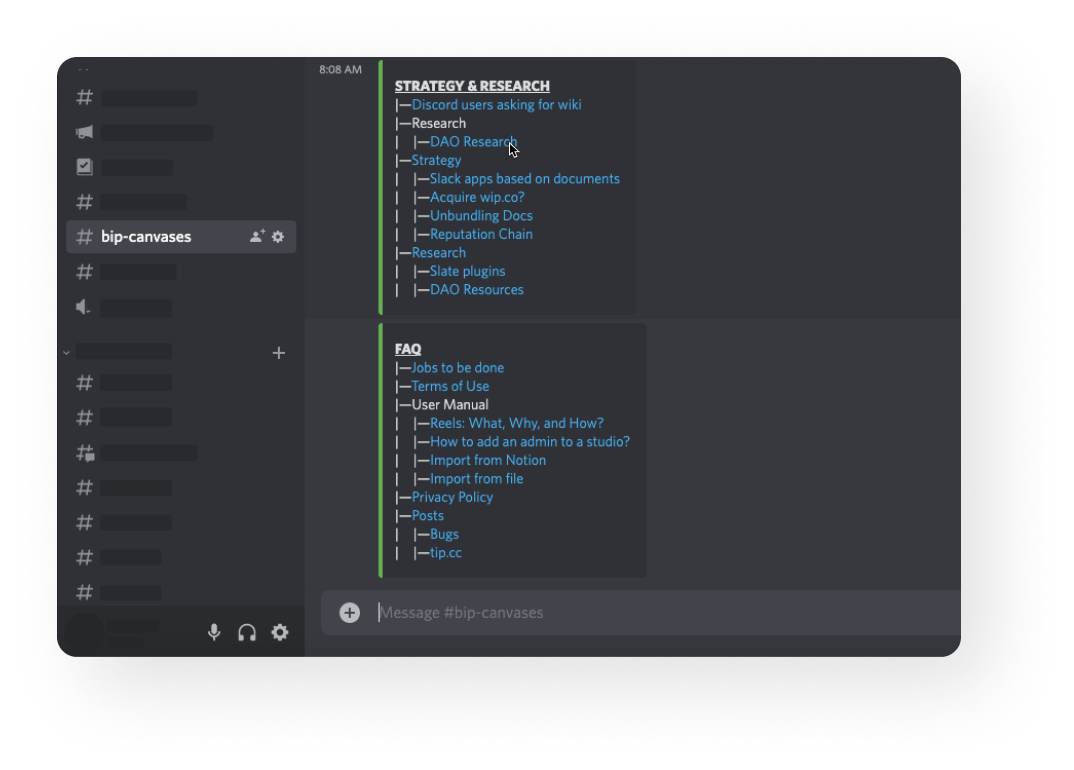 8:08 AM
STRATEGY & RESEARCH
|—Discord users asking for wiki
|—Research
| |—DAO Research
|—Strategy
| |—Slack apps based on documents
| |—Acquire wip.co?
| |—Unbundling Docs
| |—Reputation Chain
|—Research
| |—Slate plugins
| |—DAO Resources
bip-canvases
FAQ
|—Jobs to be done
|—Terms of Use
|—User Manual
| |—Reels: What, Why, and How?
| |—How to add an admin to a studio?
| |—Import from Notion
| |—Import from file
|—Privacy Policy
|—Posts
| |—Bugs
| |—tip.cc
Message #bip-canvases